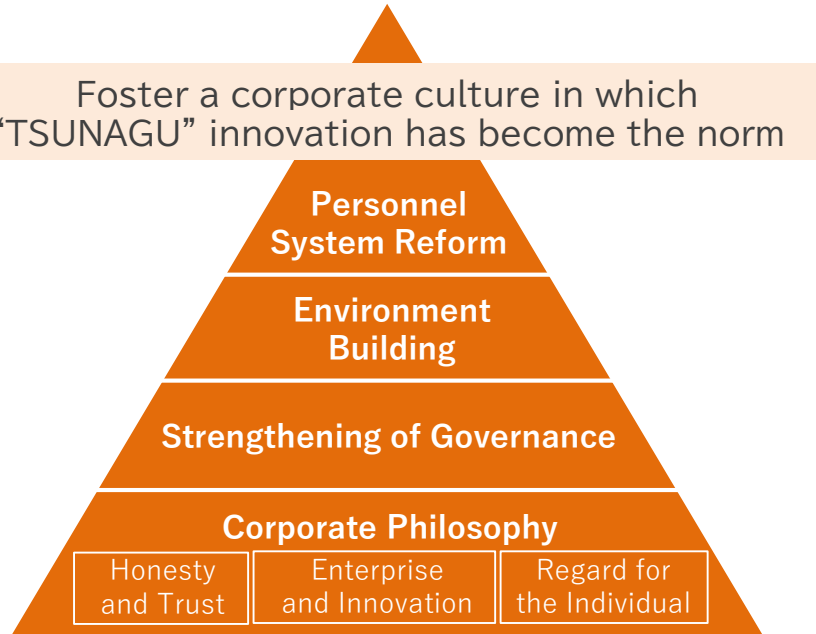 Foster a corporate culture in which
“TSUNAGU” innovation has become the norm
Personnel
System Reform
Environment
Building
Strengthening of Governance
Corporate Philosophy
Honesty
and Trust
Enterprise
and Innovation
Regard for
the Individual